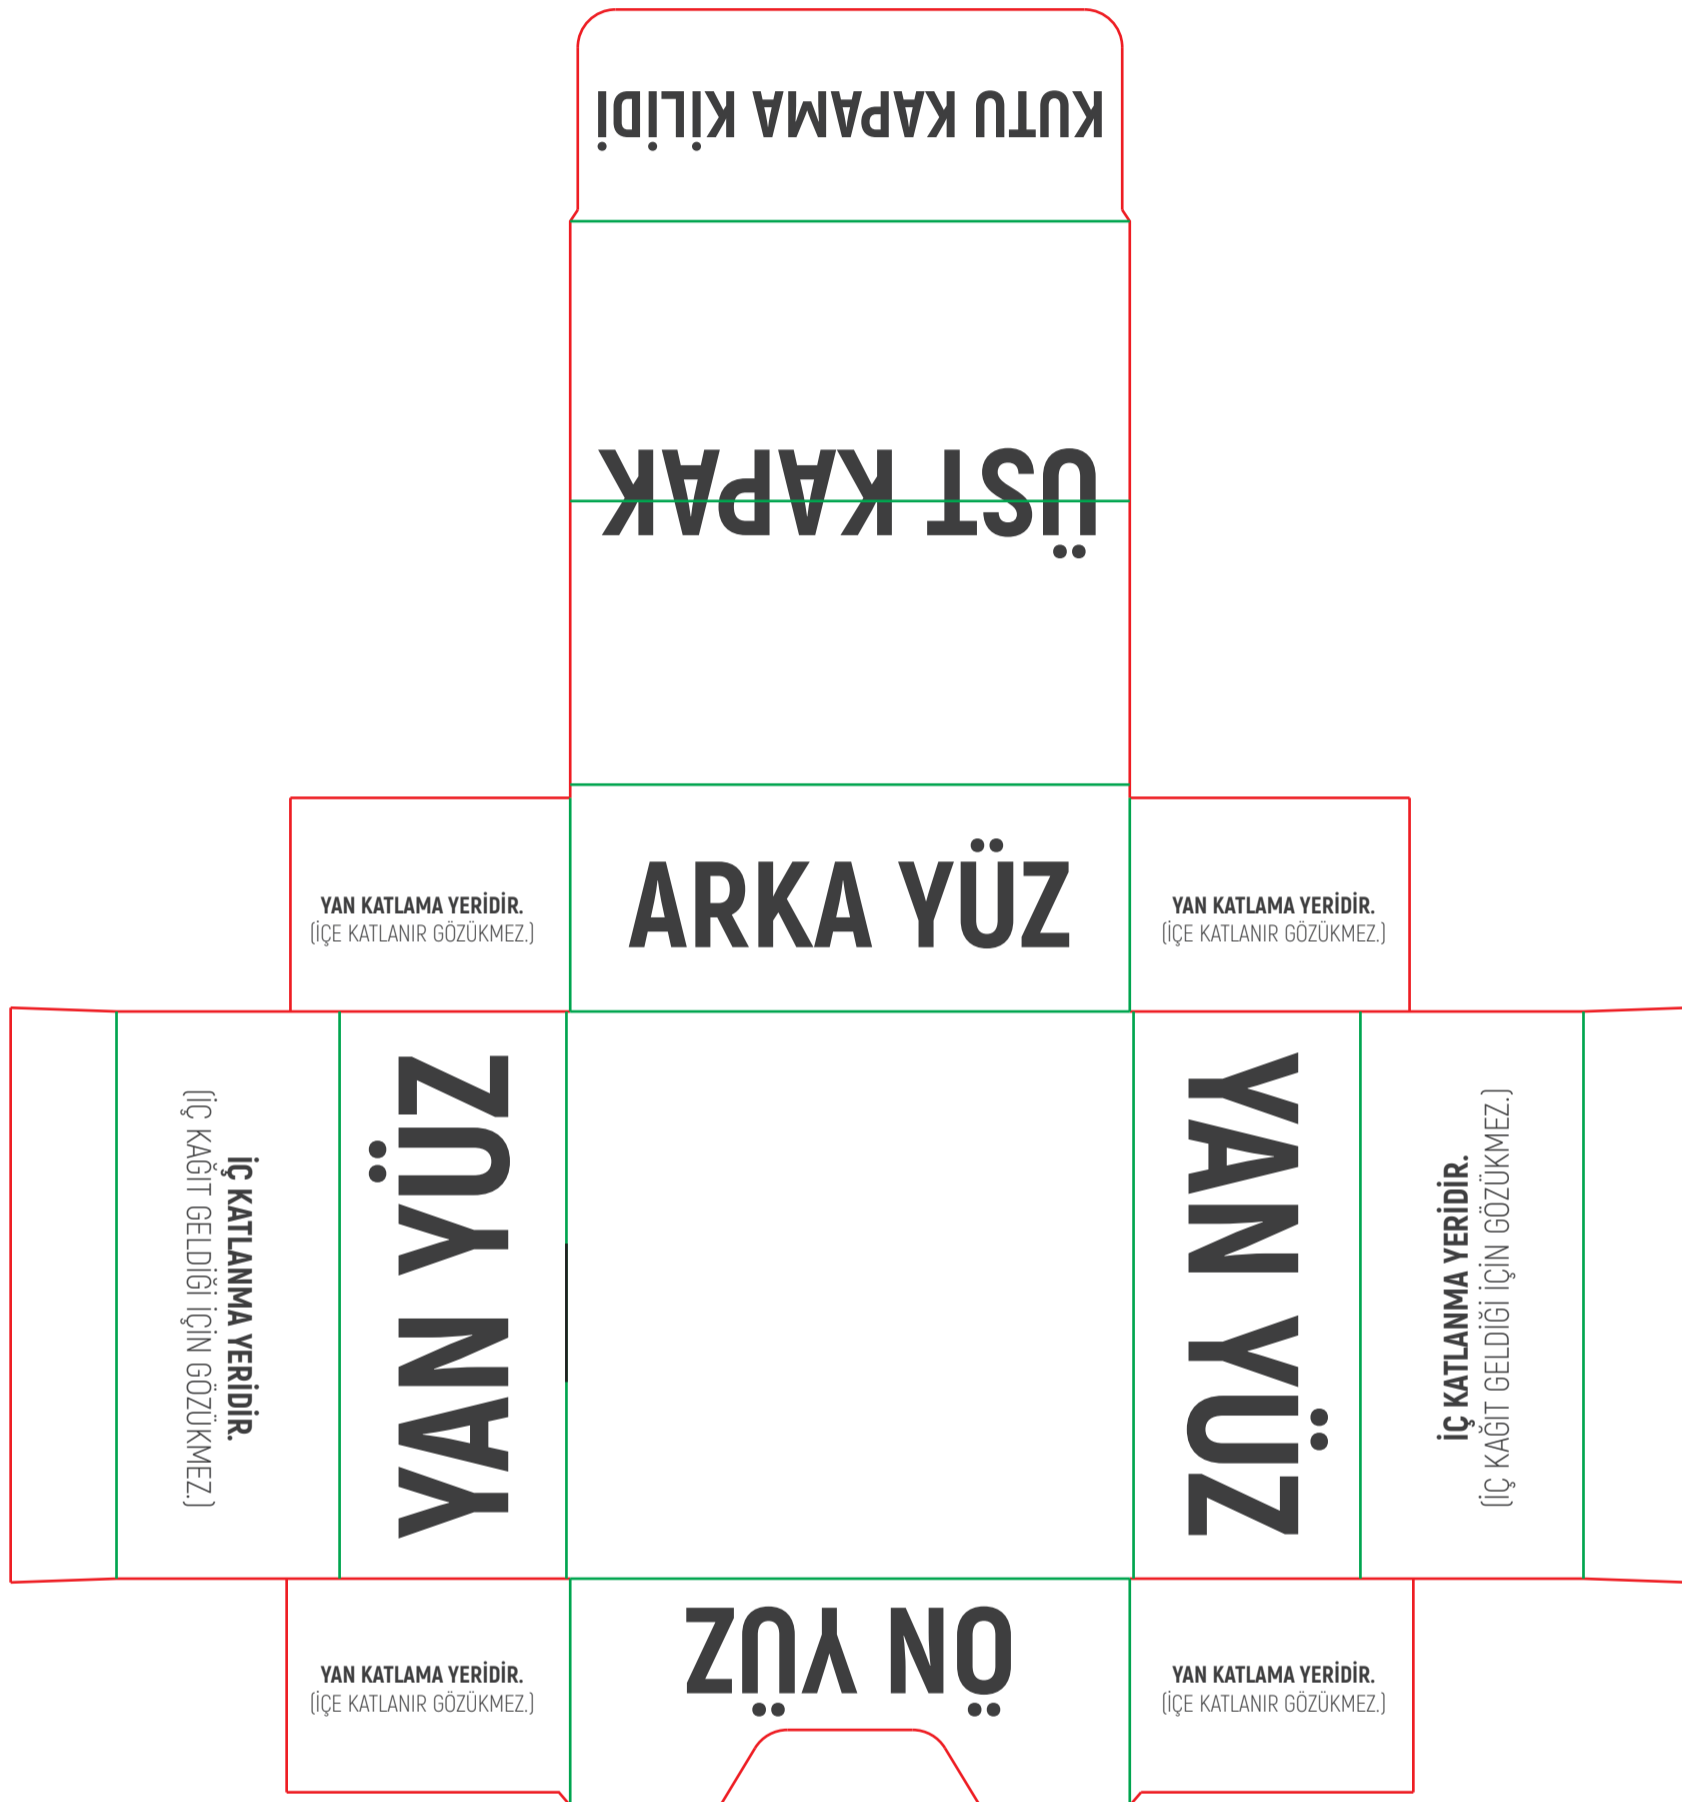 KUTU KAPAMA KİLİDİ
ÜST KAPAK
ARKA YÜZ
YAN KATLAMA YERİDİR.
(İÇE KATLANIR GÖZÜKMEZ.)
YAN KATLAMA YERİDİR.
(İÇE KATLANIR GÖZÜKMEZ.)
İÇ KATLANMA YERİDİR.
(İÇ KAĞIT GELDİĞİ İÇİN GÖZÜKMEZ.)
YAN YÜZ
YAN YÜZ
İÇ KATLANMA YERİDİR.
(İÇ KAĞIT GELDİĞİ İÇİN GÖZÜKMEZ.)
YAN KATLAMA YERİDİR.
(İÇE KATLANIR GÖZÜKMEZ.)
ÖN YÜZ
YAN KATLAMA YERİDİR.
(İÇE KATLANIR GÖZÜKMEZ.)